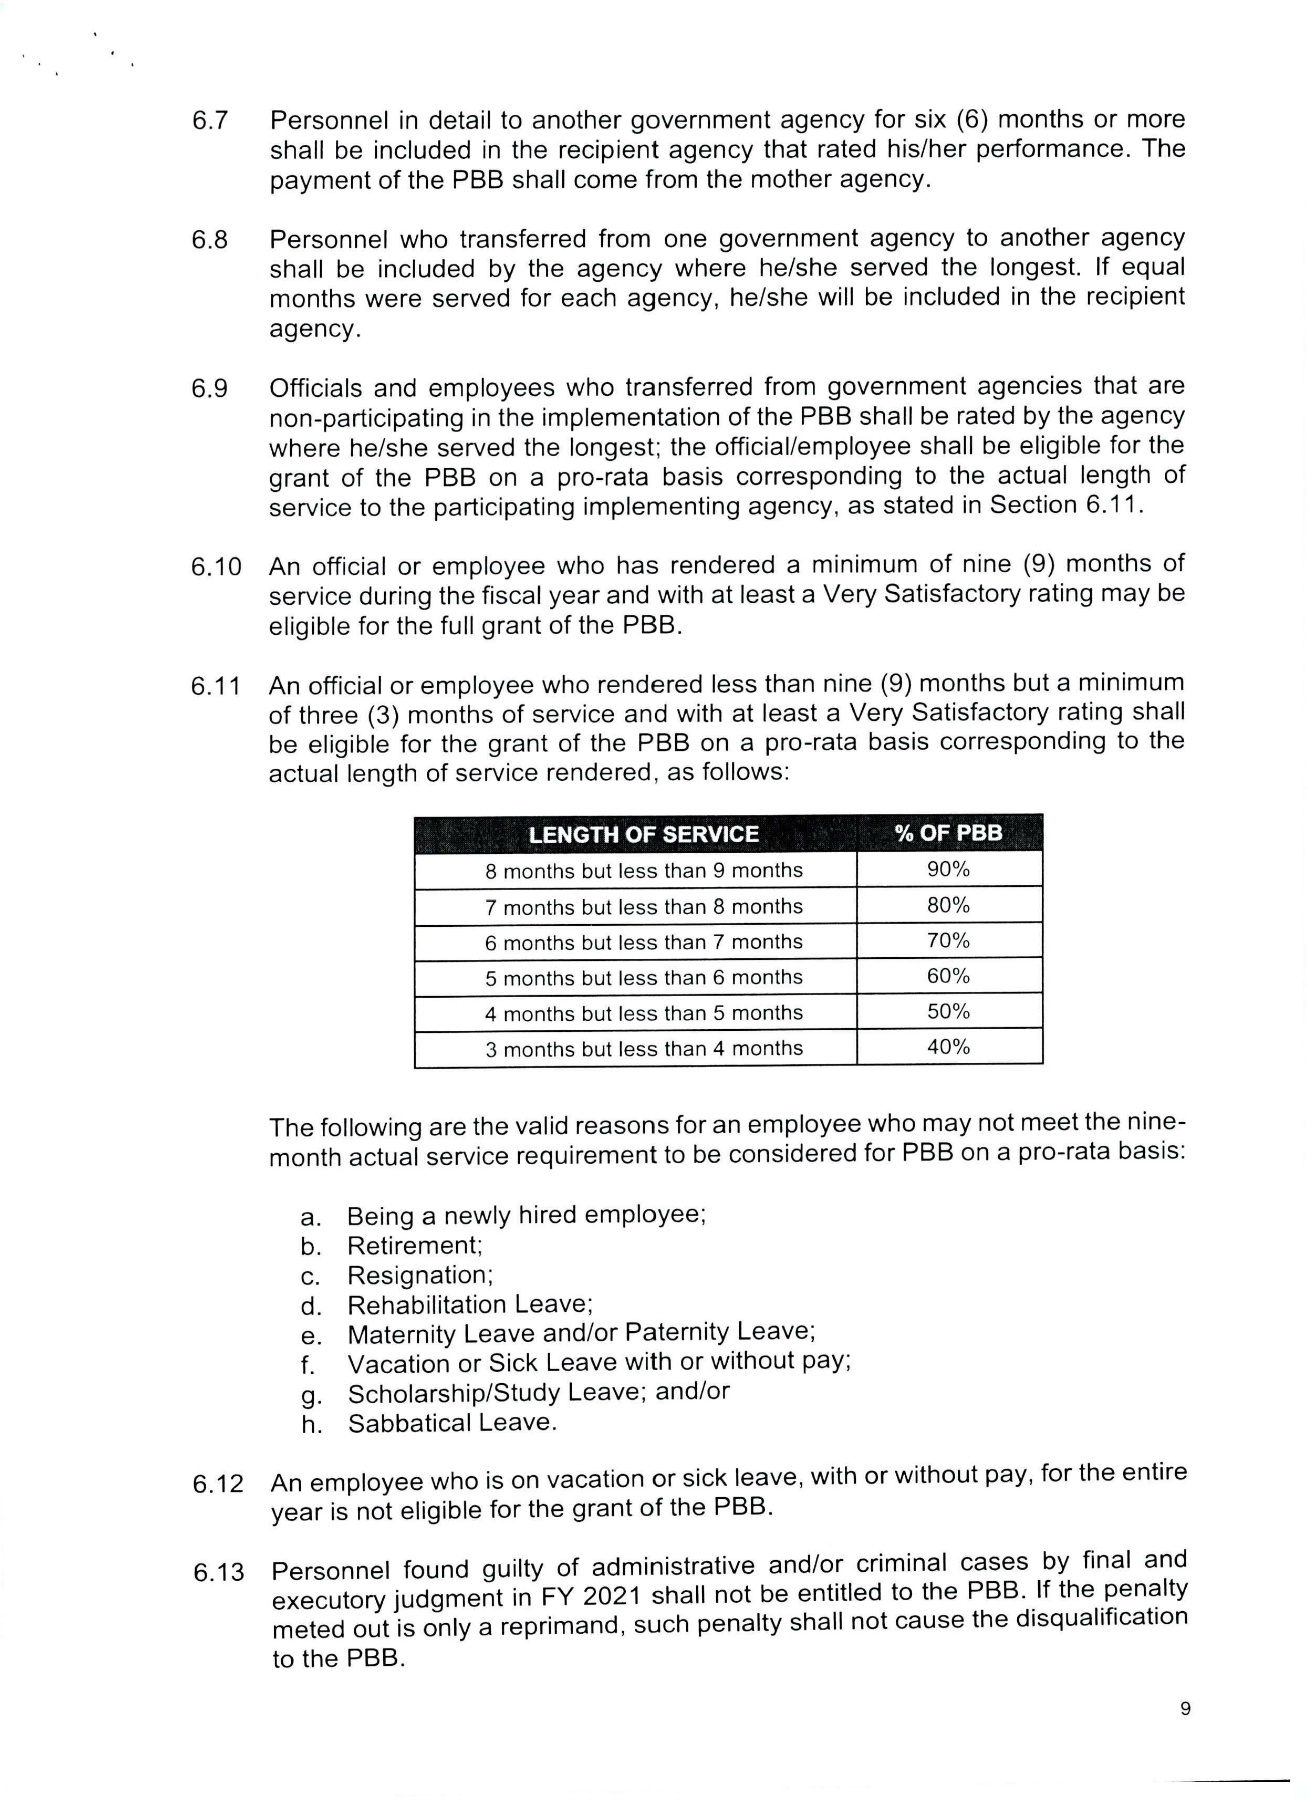 6.7 Personnel in detail to another government agency for six (6) months or more
shall be included in the recipient agency that rated his/her performance. The
payment of the PBB shall come from the mother agency.
6.8 Personnel who transferred from one government agency to another agency
shall be included by the agency where he/she served the longest. If equal
months were served for each agency, he/she will be included in the recipient
agency.
6.9 Officials and employees who transferred from government agencies that are
non-participating in the implementation of the PBB shall be rated by the agency
where he/she served the longest; the official/employee shall be eligible for the
grant of the PBB on a pro-rata basis corresponding to the actual length of
service to the participating implementing agency, as stated in Section 6.11.
6.10 An official or employee who has rendered a minimum of nine (9) months of
service during the fiscal year and with at least a Very Satisfactory rating may be
eligible for the full grant of the PBB.
6.11 An official or employee who rendered less than nine (9) months but a minimum
of three (3) months of service and with at least a Very Satisfactory rating shall
be eligible for the grant of the PBB on a pro-rata basis corresponding to the
actual length of service rendered, as follows:
LENGTH OF SERVICE % OF PBB
8 months but less than 9 months 90%
7 months but less than 8 months 80%
6 months but less than 7 months 70%
5 months but less than 6 months 60%
4 months but less than 5 months 50%
3 months but less than 4 months 40%
The following are the valid reasons for an employee who may not meet the nine-
month actual service requirement to be considered for PBB on a pro-rata basis:
a. Being a newly hired employee;
b. Retirement;
c. Resignation;
d. Rehabilitation Leave;
e. Maternity Leave and/or Paternity Leave;
f. Vacation or Sick Leave with or without pay;
g. Scholarship/Study Leave; and/or
h. Sabbatical Leave.
6.12 An employee who is on vacation or sick leave, with or without pay, for the entire
year is not eligible for the grant of the PBB.
6.13 Personnel found guilty of administrative and/or criminal cases by final and
executory judgment in FY 2021 shall not be entitled to the PBB. If the penalty
meted out is only a reprimand, such penalty shall not cause the disqualification
to the PBB.
9